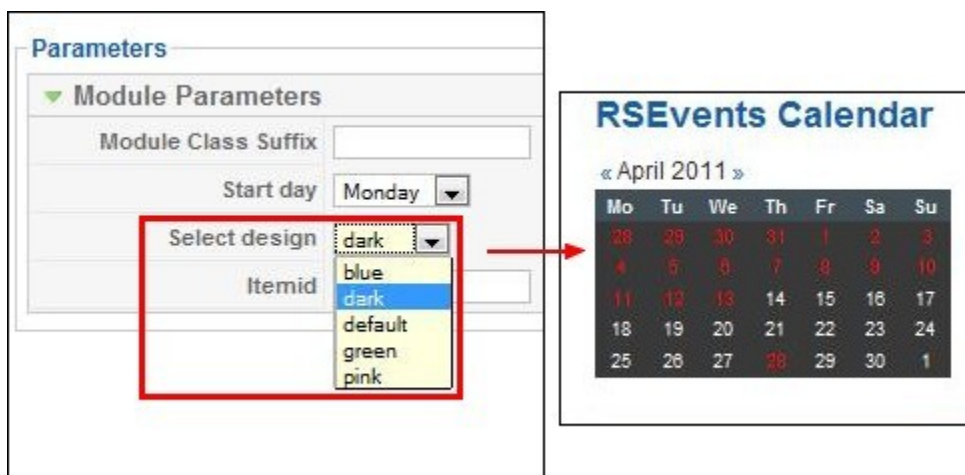 Parameters
Module Parameters
Module Class Suffix
Start day Monday
Select design dark
blue
Itemid dark
default
green
pink
RSEvents Calendar
« April 2011 »
Mo Tu We Th Fr Sa Su
28 29 30 31 1 2 3
4 5 6 7 8 9 10
11 12 13 14 15 16 17
18 19 20 21 22 23 24
25 26 27 28 29 30 1